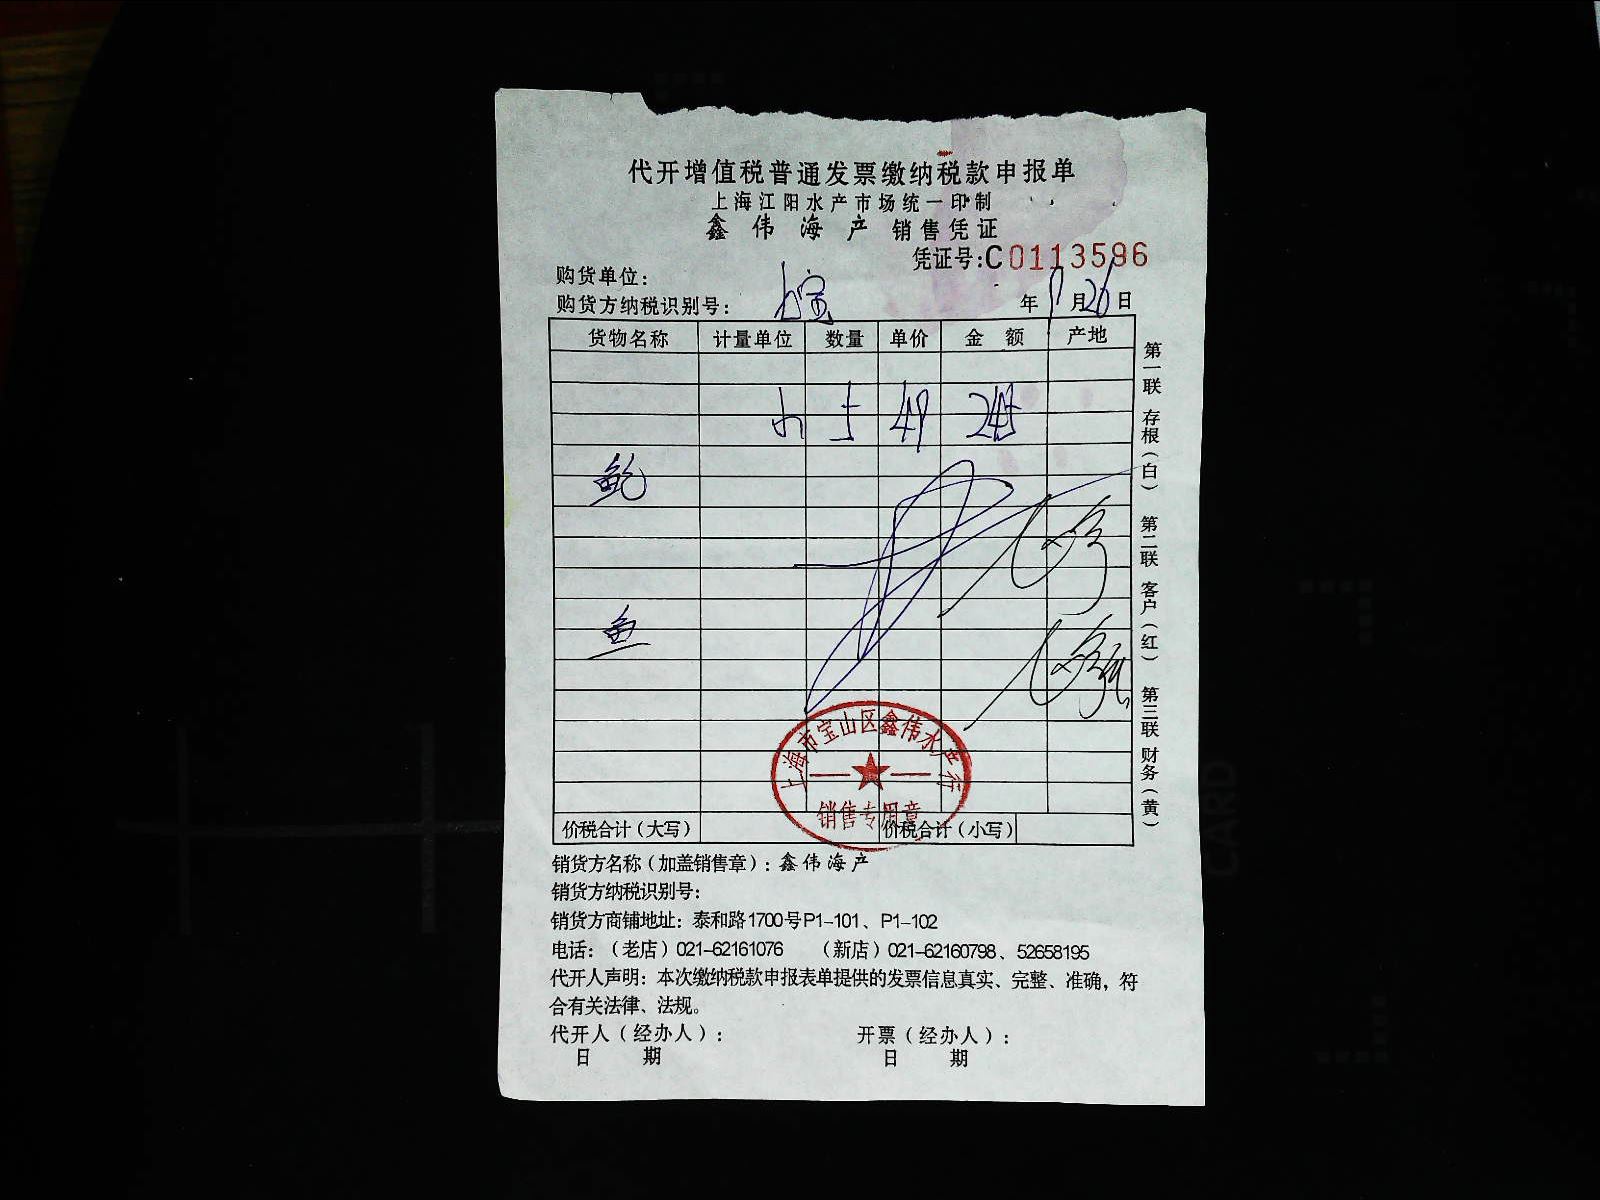 代开增值税普通发票缴纳税款申报单
上海江阳水产市场统一印制
鑫伟海产 销售凭证
凭证号:C0113596
购货单位:
购货方纳税识别号: 年 9月26日
货物名称 计量单位 数量 单价 金额 产地
49 245
鲍
鱼
上海市宝山区鑫伟水产行
销售专用章
价税合计(大写) 价税合计(小写)
第一联 存根(白) 第二联 客户(红) 第三联 财务(黄)
销货方名称(加盖销售章):鑫伟海产
销货方纳税识别号:
销货方商铺地址:泰和路1700号P1-101、P1-102
电话:(老店)021-62161076 (新店)021-62160798、52658195
代开人声明:本次缴纳税款申报表单提供的发票信息真实、完整、准确,符
合有关法律、法规。
代开人(经办人): 开票(经办人):
日 期 日 期